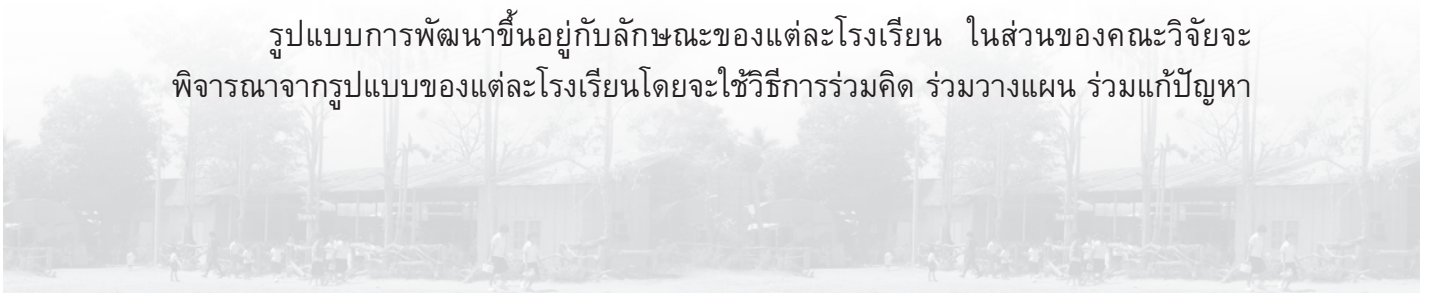 รูปแบบการพัฒนาขึ้นอยู่กับลักษณะของแต่ละโรงเรียน ในส่วนของคณะวิจัยจะ
พิจารณาจากรูปแบบของแต่ละโรงเรียนโดยจะใช้วิธีการร่วมคิด ร่วมวางแผน ร่วมแก้ปัญหา